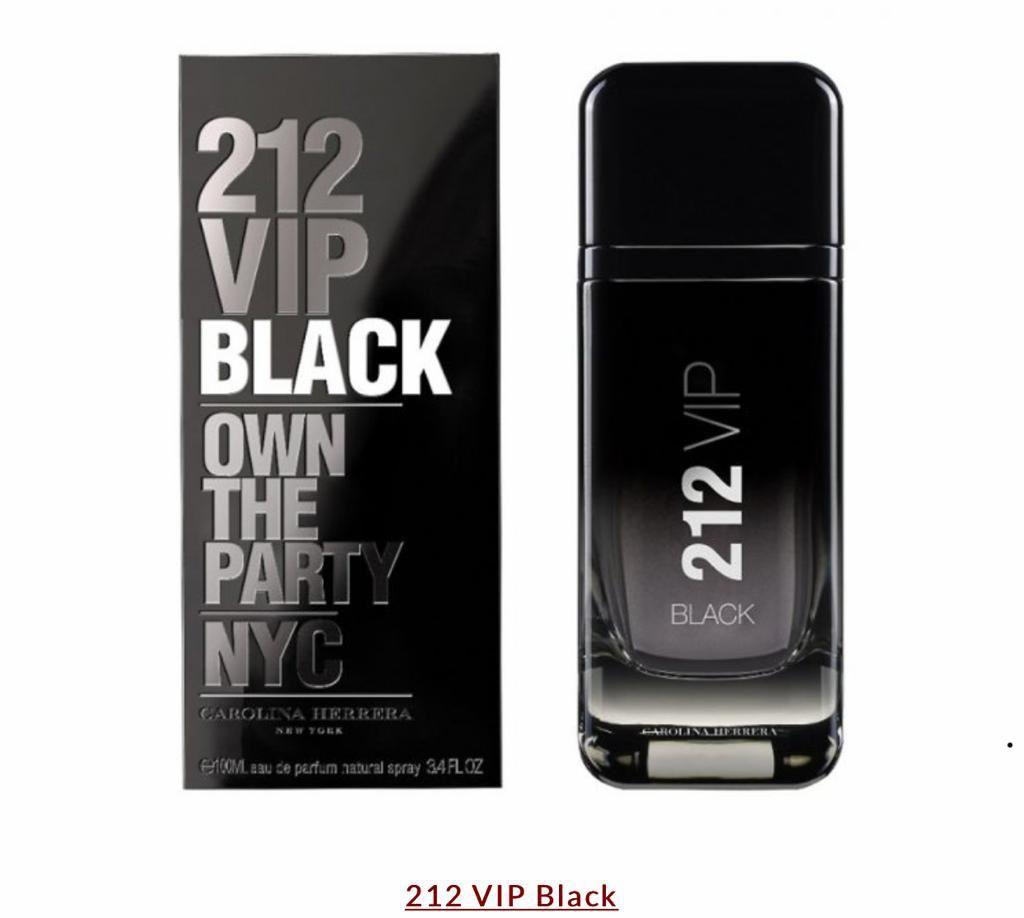 212
VIP
BLACK
OWN
THE
PARTY
NYC
CAROLINA HERRERA
NEW YORK
℮100ML eau de parfum natural spray 3.4 FL OZ
212 VIP
BLACK
CAROLINA HERRERA
212 VIP Black